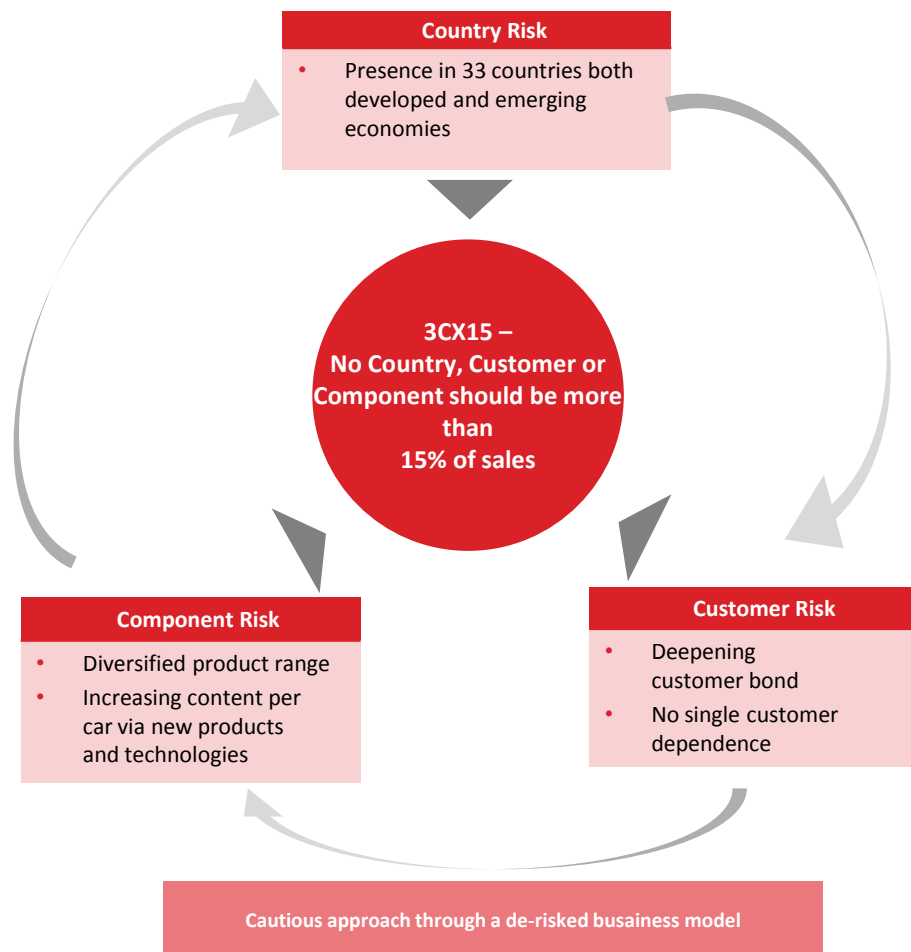 Country Risk
• Presence in 33 countries both
developed and emerging
economies
3CX15 –
No Country, Customer or
Component should be more
than
15% of sales
Component Risk
• Diversified product range
• Increasing content per
car via new products
and technologies
Customer Risk
• Deepening
customer bond
• No single customer
dependence
Cautious approach through a de-risked busainess model